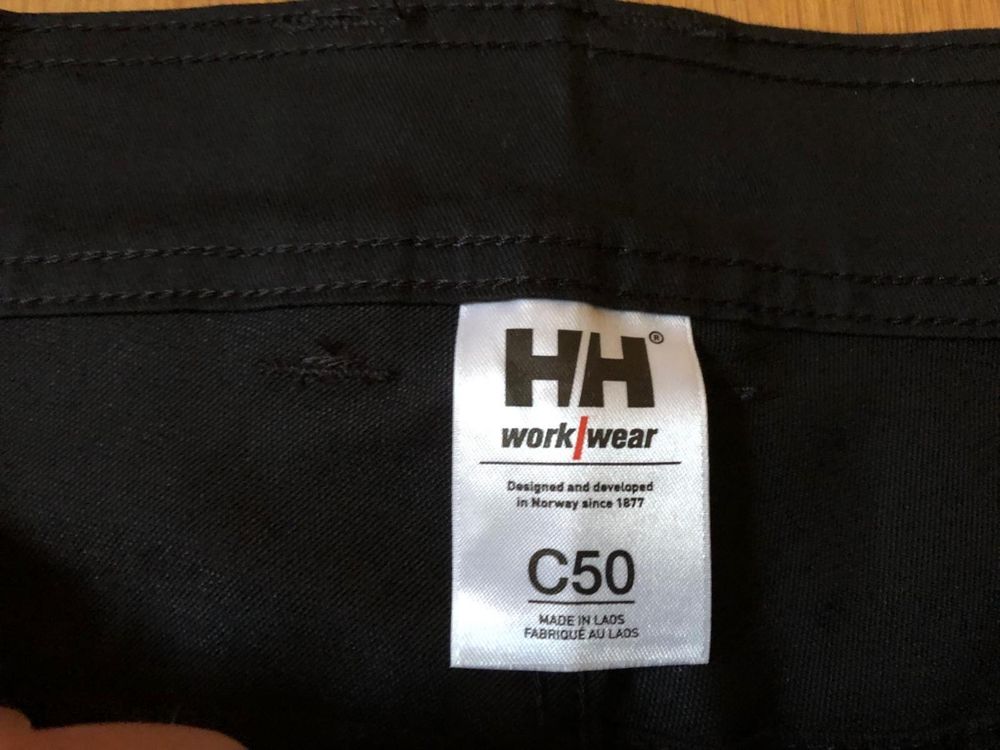 HH®
work/wear
Designed and developed
in Norway since 1877
C50
MADE IN LAOS
FABRIQUÉ AU LAOS